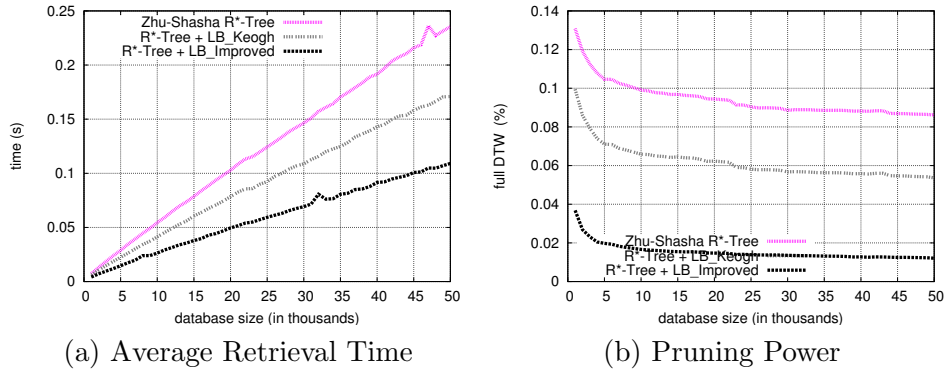 Zhu-Shasha R*-Tree
R*-Tree + LB_Keogh
R*-Tree + LB_Improved
time (s)
0.25
0.2
0.15
0.1
0.05
0
0 5 10 15 20 25 30 35 40 45 50
database size (in thousands)
(a) Average Retrieval Time
full DTW (%)
0.14
0.12
0.1
0.08
0.06
0.04
0.02
0
Zhu-Shasha R*-Tree
R*-Tree + LB_Keogh
R*-Tree + LB_Improved
0 5 10 15 20 25 30 35 40 45 50
database size (in thousands)
(b) Pruning Power